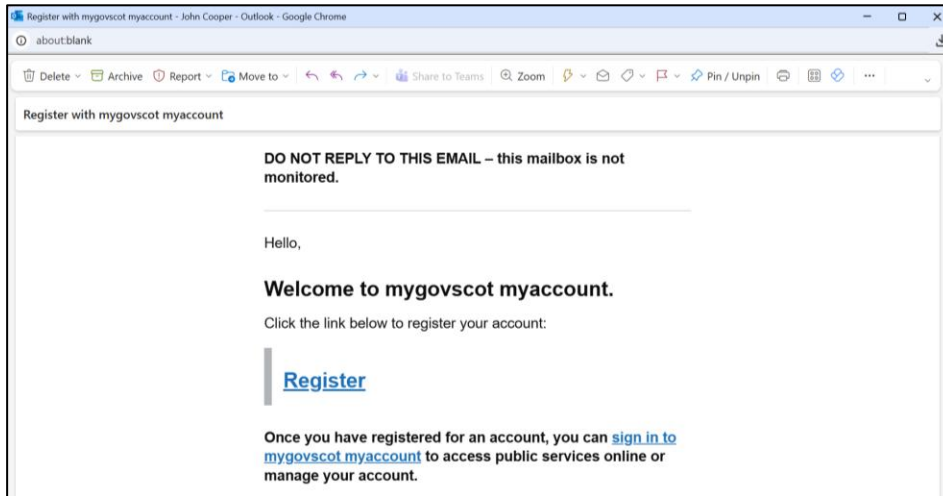 Register with mygovscot myaccount - John Cooper - Outlook - Google Chrome
about:blank
Delete Archive Report Move to Share to Teams Zoom Pin / Unpin
Register with mygovscot myaccount
DO NOT REPLY TO THIS EMAIL – this mailbox is not
monitored.
Hello,
Welcome to mygovscot myaccount.
Click the link below to register your account:
Register
Once you have registered for an account, you can sign in to
mygovscot myaccount to access public services online or
manage your account.